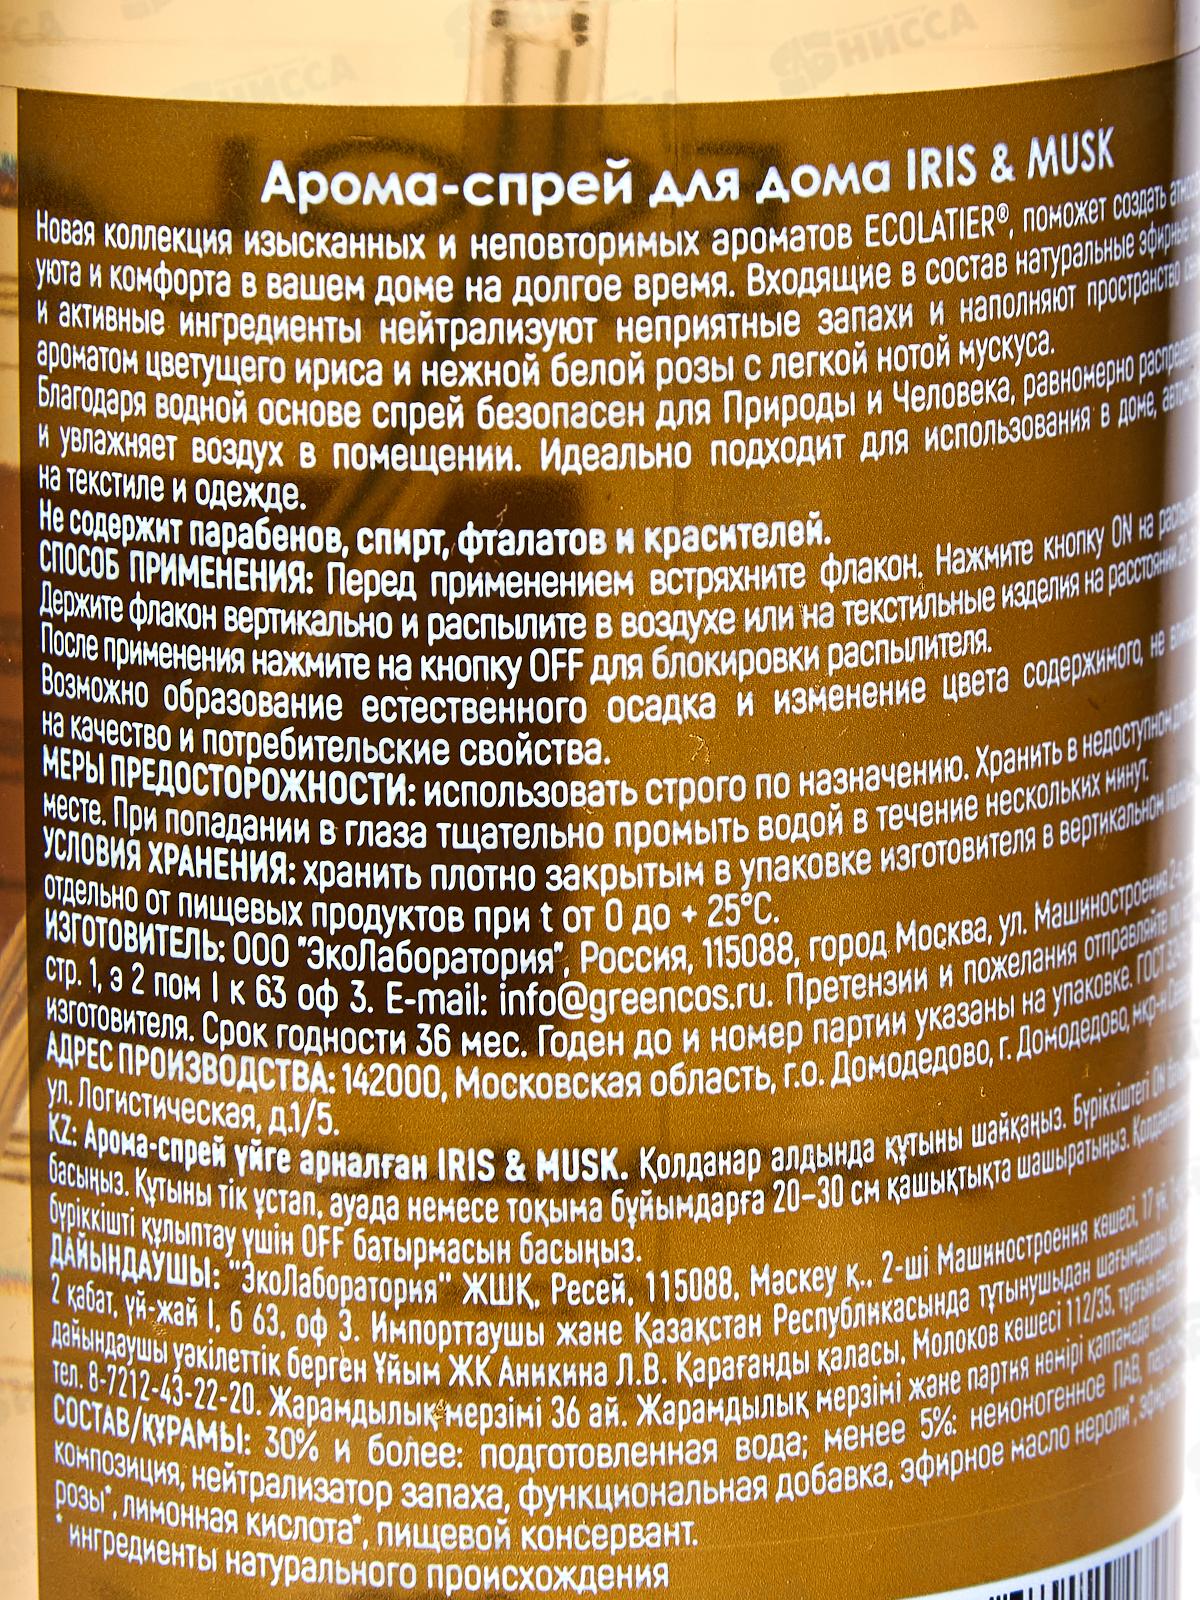 Арома-спрей для дома IRIS & MUSK
Новая коллекция изысканных и неповторимых ароматов ECOLATIER®, поможет создать
уюта и комфорта в вашем доме на долгое время. Входящие в состав натуральные эфирные
и активные ингредиенты нейтрализуют неприятные запахи и наполняют пространство
ароматом цветущего ириса и нежной белой розы с легкой нотой мускуса.
Благодаря водной основе спрей безопасен для Природы и Человека, равномерно
и увлажняет воздух в помещении. Идеально подходит для использования в доме,
на текстиле и одежде.
Не содержит парабенов, спирт, фталатов и красителей.
СПОСОБ ПРИМЕНЕНИЯ: Перед применением встряхните флакон. Нажмите кнопку ON на
Держите флакон вертикально и распылите в воздухе или на текстильные изделия на расстоянии
После применения нажмите на кнопку OFF для блокировки распылителя.
Возможно образование естественного осадка и изменение цвета содержимого, не
на качество и потребительские свойства.
МЕРЫ ПРЕДОСТОРОЖНОСТИ: использовать строго по назначению. Хранить в недоступном
месте. При попадании в глаза тщательно промыть водой в течение нескольких минут.
УСЛОВИЯ ХРАНЕНИЯ: хранить плотно закрытым в упаковке изготовителя в вертикальном
отдельно от пищевых продуктов при t от 0 до + 25°C.
ИЗГОТОВИТЕЛЬ: ООО "ЭкоЛаборатория", Россия, 115088, город Москва, ул. Машиностроения
стр. 1, э 2 пом I к 63 оф 3. E-mail: info@greencos.ru. Претензии и пожелания отправляйте по
изготовителя. Срок годности 36 мес. Годен до и номер партии указаны на упаковке. ГОСТ
АДРЕС ПРОИЗВОДСТВА: 142000, Московская область, г.о. Домодедово, г. Домодедово, мкр-н
ул. Логистическая, д.1/5.
KZ: Арома-спрей үйге арналған IRIS & MUSK. Қолданар алдында құтыны шайқаңыз. Бүріккіштегі ON
басыңыз. Құтыны тік ұстап, ауада немесе тоқыма бұйымдарға 20-30 см қашықтықта шашыратыңыз.
бүріккішті құлыптау үшін OFF батырмасын басыңыз.
ДАЙЫНДАУШЫ: "ЭкоЛаборатория" ЖШҚ, Ресей, 115088, Мәскеу қ., 2-ші Машиностроения көшесі, 17 үй,
2 қабат, үй-жай I, б 63, оф 3. Импорттаушы және Қазақстан Республикасында тұтынушыдан шағындарды
дайындаушы уәкілеттік берген Ұйым ЖК Аникина Л.В. Қарағанды қаласы, Молоков көшесі 112/35,
тел. 8-7212-43-22-20. Жарамдылық мерзімі 36 ай. Жарамдылық мерзімі және партия нөмірі қаптамада
СОСТАВ/ҚҰРАМЫ: 30% и более: подготовленная вода; менее 5%: неионогенное ПАВ,
композиция, нейтрализатор запаха, функциональная добавка, эфирное масло нероли*,
розы*, лимонная кислота*, пищевой консервант.
* ингредиенты натурального происхождения